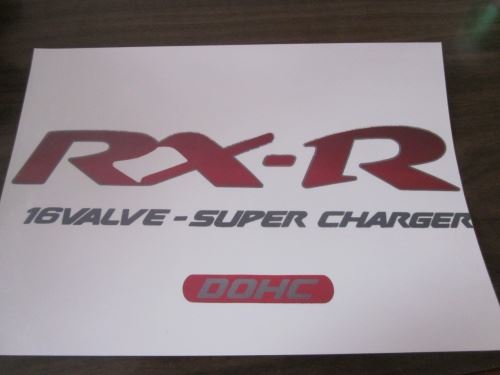 RX-R
16VALVE - SUPER CHARGER
DOHC